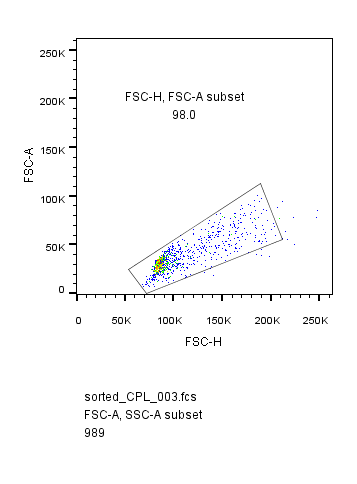 250K
200K
150K
100K
50K
0
FSC-A
FSC-H, FSC-A subset
98.0
0 50K 100K 150K 200K 250K
FSC-H
sorted_CPL_003.fcs
FSC-A, SSC-A subset
989